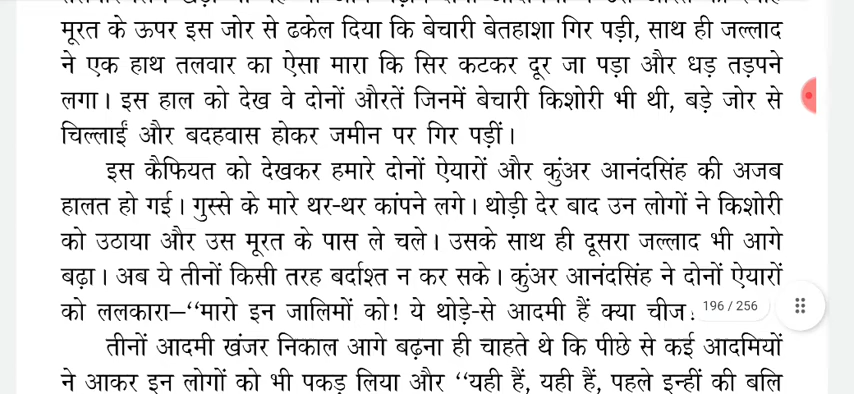 मूरत के ऊपर इस जोर से ढकेल दिया कि बेचारी बेतहाशा गिर पड़ी, साथ ही जल्लाद
ने एक हाथ तलवार का ऐसा मारा कि सिर कटकर दूर जा पड़ा और धड़ तड़पने
लगा। इस हाल को देख वे दोनों औरतें जिनमें बेचारी किशोरी भी थी, बड़े जोर से
चिल्लाईं और बदहवास होकर जमीन पर गिर पड़ीं।
इस कैफियत को देखकर हमारे दोनों ऐयारों और कुंअर आनंदसिंह की अजब
हालत हो गई। गुस्से के मारे थर-थर कांपने लगे। थोड़ी देर बाद उन लोगों ने किशोरी
को उठाया और उस मूरत के पास ले चले। उसके साथ ही दूसरा जल्लाद भी आगे
बढ़ा। अब ये तीनों किसी तरह बर्दाश्त न कर सके। कुंअर आनंदसिंह ने दोनों ऐयारों
को ललकारा—‘‘मारो इन जालिमों को! ये थोड़े-से आदमी हैं क्या चीज
196 / 256
तीनों आदमी खंजर निकाल आगे बढ़ना ही चाहते थे कि पीछे से कई आदमियों
ने आकर इन लोगों को भी पकड़ लिया और ‘‘यही हैं, यही हैं, पहले इन्हीं की बलि